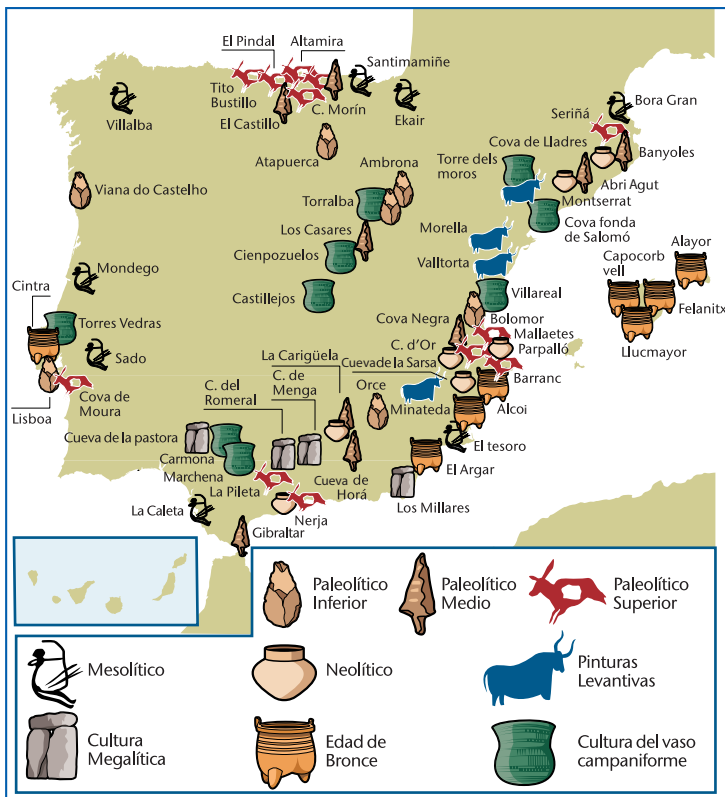 El Pindal
Altamira
Santimamiñe
Tito
Bustillo
C. Morín
El Castillo
Villalba
Ekair
Atapuerca
Ambrona
Seriñá
Bora Gran
Cova de Lladres
Banyoles
Torre dels
moros
Abri Agut
Montserrat
Viana do Castelho
Torralba
Los Casares
Morella
Cova fonda
de Salomó
Cienpozuelos
Valltorta
Alayor
Capocorb
vell
Mondego
Castillejos
Villareal
Felanitx
Cintra
Cova Negra
Bolomor
Mallaetes
Llucmayor
Torres Vedras
C. d'Or
Parpalló
La Carigüela
Cueva de la Sarsa
Sado
Barranc
C. del
Romeral
C. de
Menga
Orce
Lisboa
Cova de
Moura
Minateda
Alcoi
Cueva de la pastora
El tesoro
Carmona
Marchena
El Argar
La Pileta
Cueva de
Horá
Los Millares
La Caleta
Nerja
Gibraltar
Paleolítico
Inferior
Paleolítico
Medio
Paleolítico
Superior
Mesolítico
Neolítico
Pinturas
Levantivas
Cultura
Megalítica
Edad de
Bronce
Cultura del vaso
campaniforme